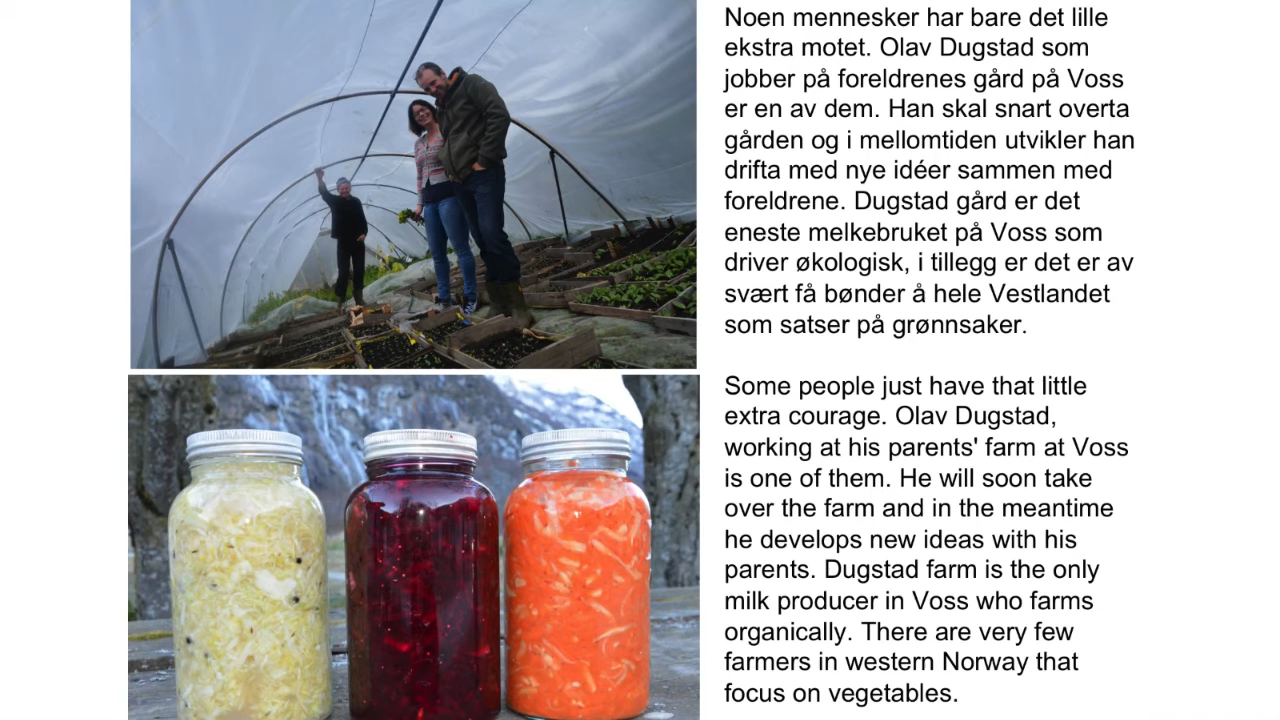 Noen mennesker har bare det lille
ekstra motet. Olav Dugstad som
jobber på foreldrenes gård på Voss
er en av dem. Han skal snart overta
gården og i mellomtiden utvikler han
drifta med nye idéer sammen med
foreldrene. Dugstad gård er det
eneste melkebruket på Voss som
driver økologisk, i tillegg er det er av
svært få bønder å hele Vestlandet
som satser på grønnsaker.
Some people just have that little
extra courage. Olav Dugstad,
working at his parents' farm at Voss
is one of them. He will soon take
over the farm and in the meantime
he develops new ideas with his
parents. Dugstad farm is the only
milk producer in Voss who farms
organically. There are very few
farmers in western Norway that
focus on vegetables.